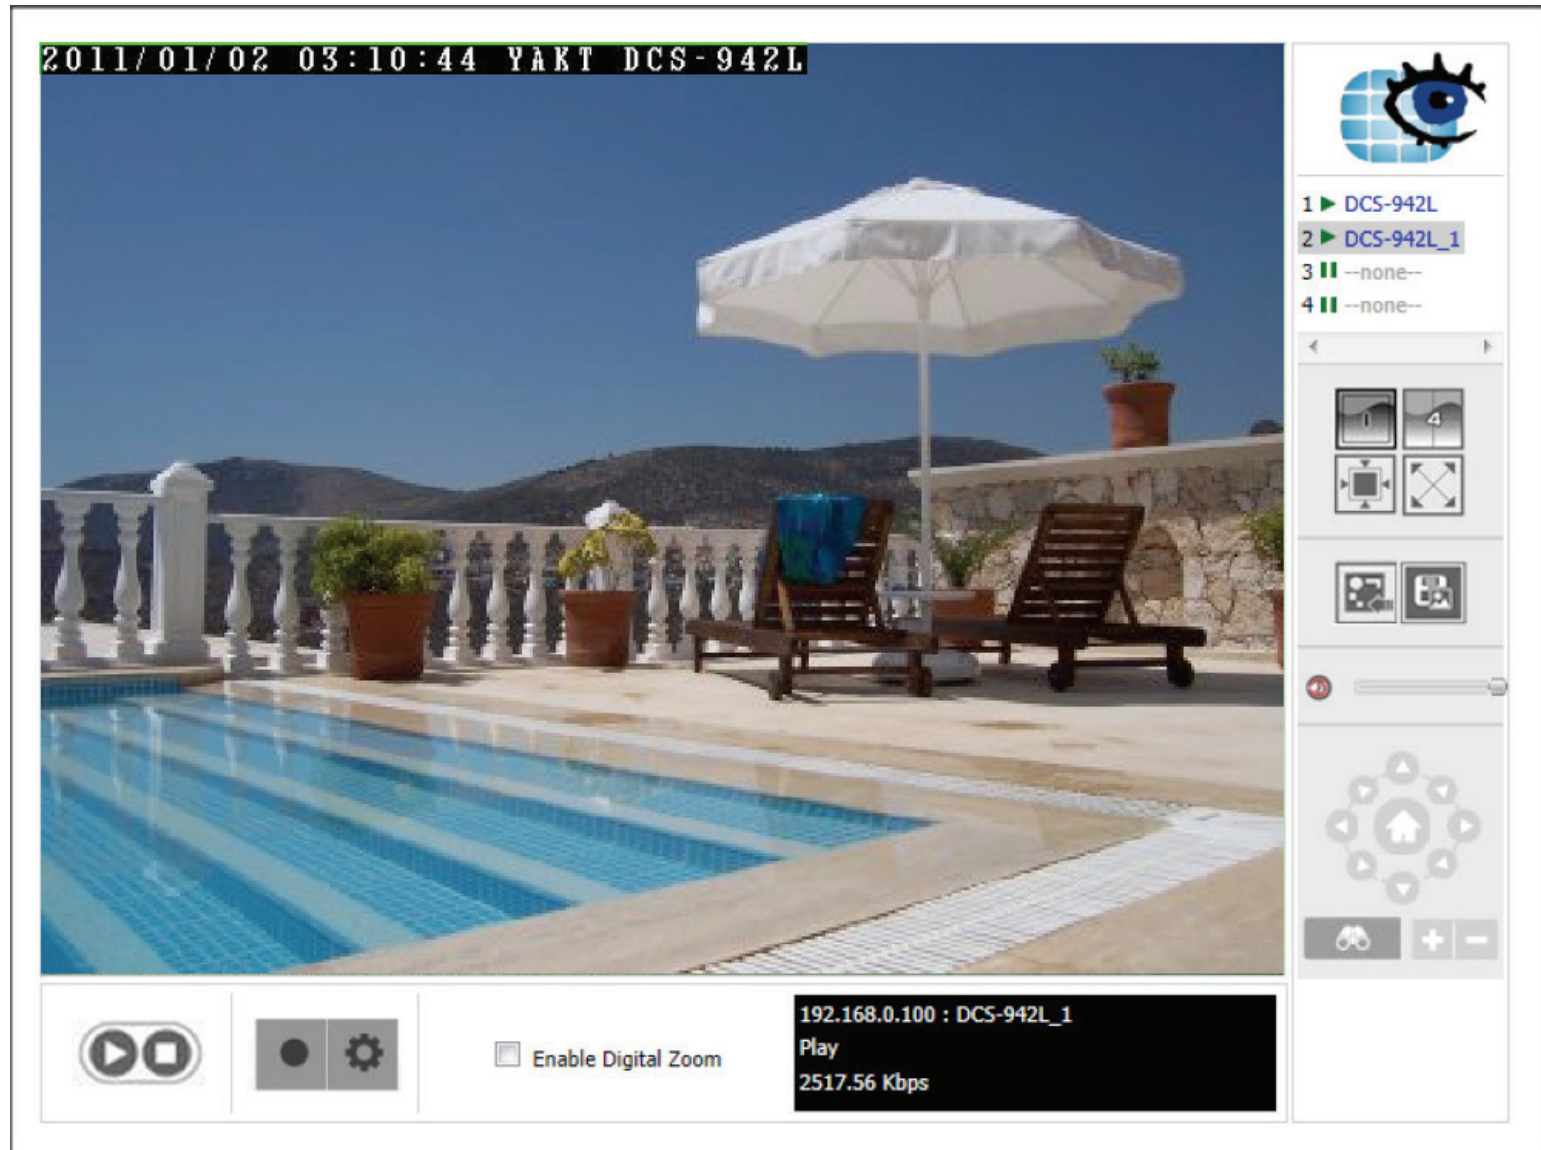 2011/01/02 03:10:44 YAKT DCS-942L
1 DCS-942L
2 DCS-942L_1
3 --none--
4 --none--
1 4
Enable Digital Zoom
192.168.0.100 : DCS-942L_1
Play
2517.56 Kbps